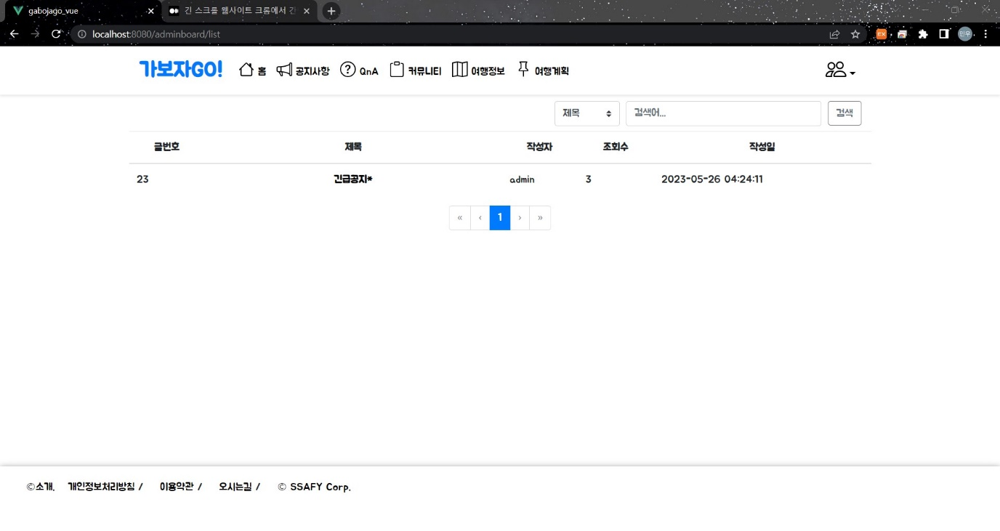 gabojago_vue
긴 스크롤 웹사이트 크롬에서 간
localhost:8080/adminboard/list
민우
가보자GO! 홈 공지사항 QnA 커뮤니티 여행정보 여행계획
제목 검색어... 검색
글번호 제목 작성자 조회수 작성일
23 긴급공지* admin 3 2023-05-26 04:24:11
« ‹ 1 › »
©소개. 개인정보처리방침 / 이용약관 / 오시는길 / © SSAFY Corp.